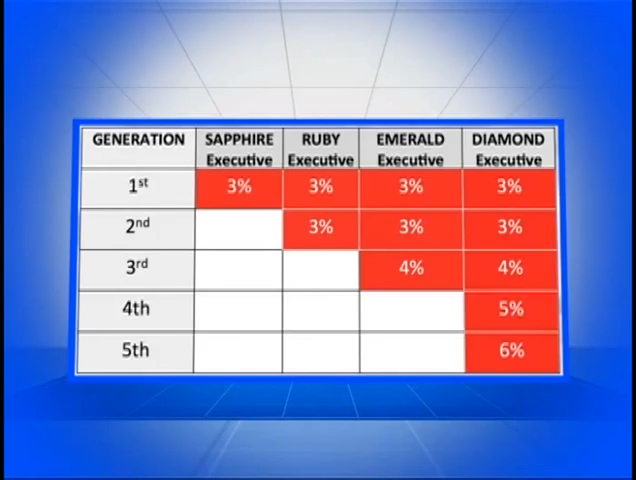 GENERATION SAPPHIRE Executive RUBY Executive EMERALD Executive DIAMOND Executive
1st 3% 3% 3% 3%
2nd 3% 3% 3%
3rd 4% 4%
4th 5%
5th 6%